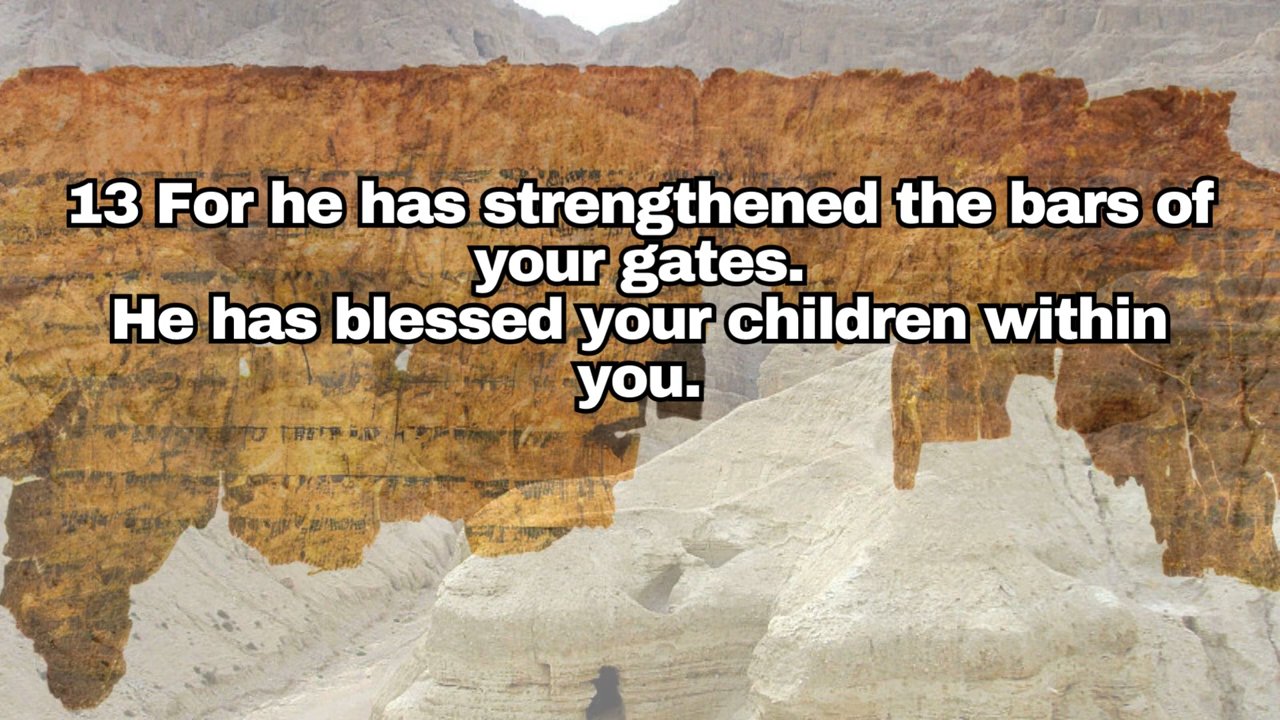 13 For he has strengthened the bars of
your gates.
He has blessed your children within
you.